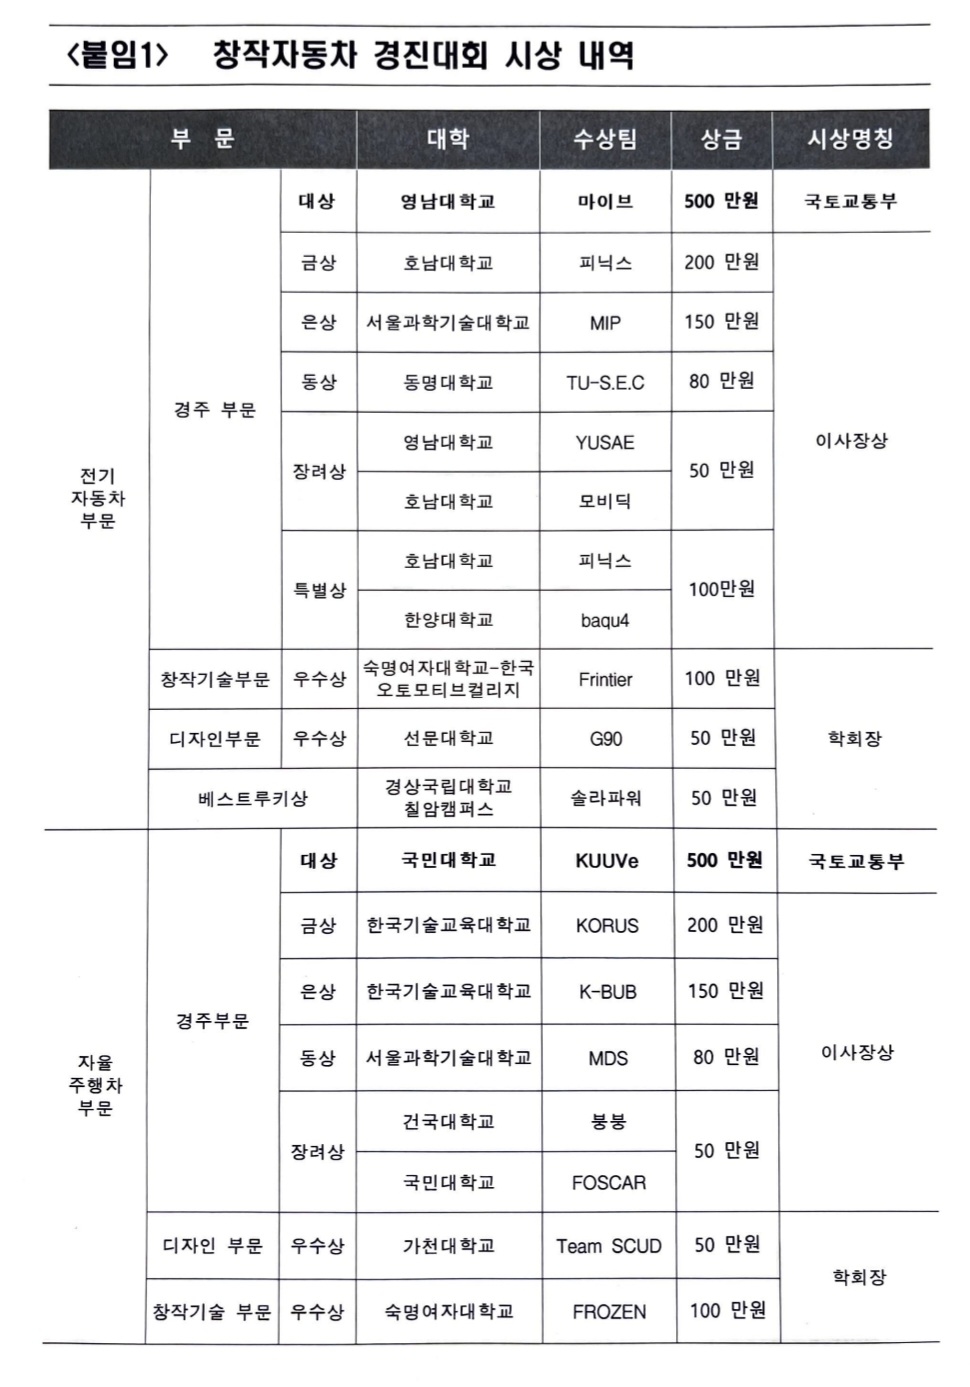 <붙임1> 창작자동차 경진대회 시상 내역
부 문 대학 수상팀 상금 시상명칭
전기
자동차
부문
경주 부문
대상 영남대학교 마이브 500 만원 국토교통부
금상 호남대학교 피닉스 200 만원
은상 서울과학기술대학교 MIP 150 만원
동상 동명대학교 TU-S.E.C 80 만원
이사장상
장려상
영남대학교 YUSAE
50 만원
호남대학교 모비딕
특별상
호남대학교 피닉스
100만원
한양대학교 baqu4
창작기술부문 우수상
숙명여자대학교-한국
오토모티브컬리지
Frintier 100 만원
디자인부문 우수상 선문대학교 G90 50 만원
학회장
베스트루키상
경상국립대학교
칠암캠퍼스
솔라파워 50 만원
자율
주행차
부문
경주부문
대상 국민대학교 KUUVe 500 만원 국토교통부
금상 한국기술교육대학교 KORUS 200 만원
은상 한국기술교육대학교 K-BUB 150 만원
동상 서울과학기술대학교 MDS 80 만원
이사장상
장려상
건국대학교 붕붕
50 만원
국민대학교 FOSCAR
디자인 부문 우수상 가천대학교 Team SCUD 50 만원
학회장
창작기술 부문 우수상 숙명여자대학교 FROZEN 100 만원